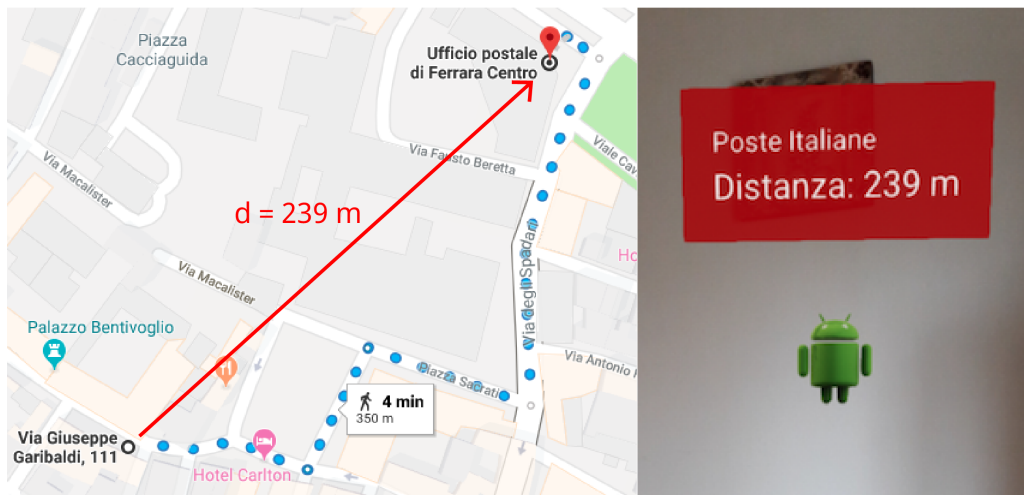 Piazza
Cacciaguida
Ufficio postale
di Ferrara Centro
Via Fausto Beretta
Viale Cav
Via Macalister
d = 239 m
Via degli Spadari
Ho
Via Macalister
Palazzo Bentivoglio
Via Antonio
Piazza Sacrati
4 min
350 m
Via Giuseppe
Garibaldi, 111
Hotel Carlton
Poste Italiane
Distanza: 239 m